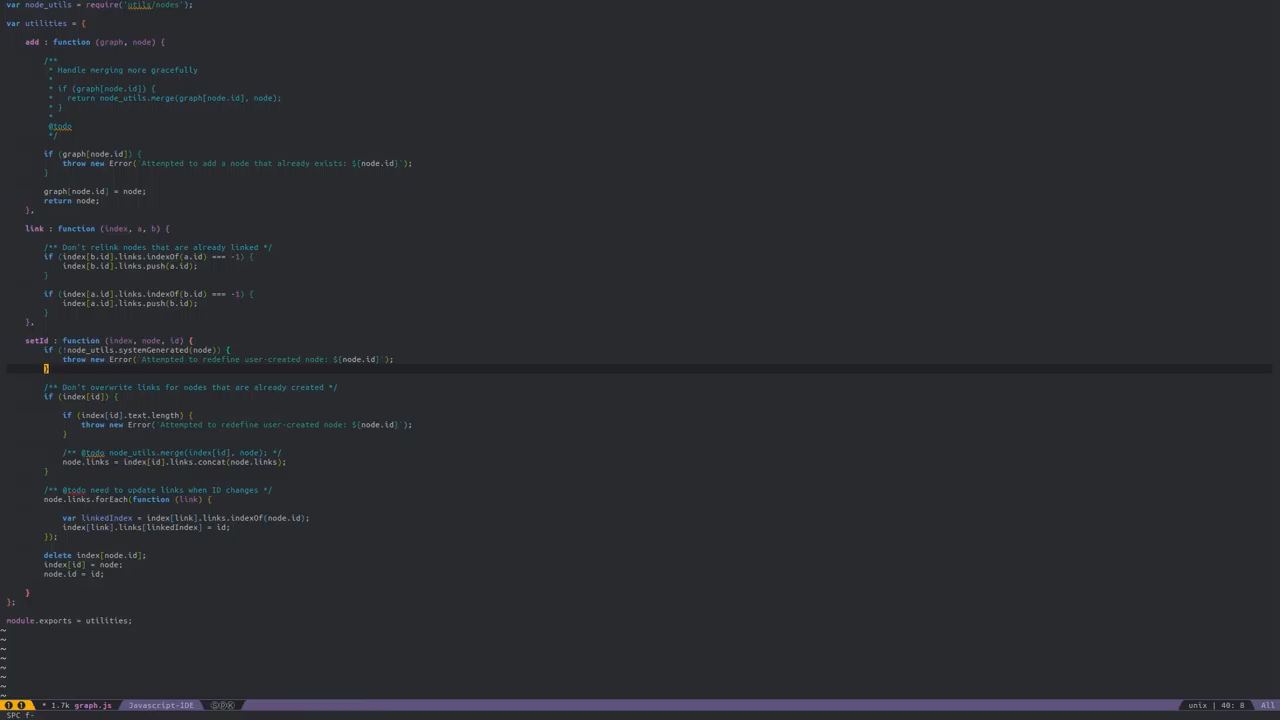 var node_utils = require('utils/nodes');
var utilities = {
add : function (graph, node) {
/**
* Handle merging more gracefully
*
* if (graph[node.id]) {
*   return node_utils.merge(graph[node.id], node);
* }
*
@todo
*/
if (graph[node.id]) {
throw new Error(`Attempted to add a node that already exists: ${node.id}`);
}
graph[node.id] = node;
return node;
},
link : function (index, a, b) {
/** Don't relink nodes that are already linked */
if (index[b.id].links.indexOf(a.id) === -1) {
index[b.id].links.push(a.id);
}
if (index[a.id].links.indexOf(b.id) === -1) {
index[a.id].links.push(b.id);
}
},
setId : function (index, node, id) {
if (!node_utils.systemGenerated(node)) {
throw new Error(`Attempted to redefine user-created node: ${node.id}`);
}
/** Don't overwrite links for nodes that are already created */
if (index[id]) {
if (index[id].text.length) {
throw new Error(`Attempted to redefine user-created node: ${node.id}`);
}
/** @todo node_utils.merge(index[id], node); */
node.links = index[id].links.concat(node.links);
}
/** @todo need to update links when ID changes */
node.links.forEach(function (link) {
var linkedIndex = index[link].links.indexOf(node.id);
index[link].links[linkedIndex] = id;
});
delete index[node.id];
index[id] = node;
node.id = id;
}
};
module.exports = utilities;
~
~
~
~
~
~
~
~
❶ ❶ * 1.7k graph.js Javascript-IDE ⓈⓅⓀ unix | 40: 8 All
SPC f-